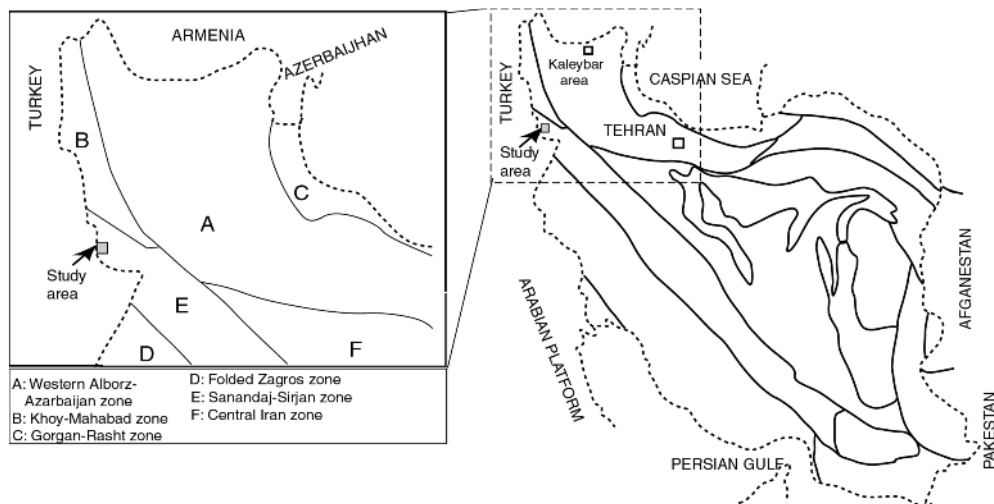 ARMENIA
AZERBAIJHAN
TURKEY
B
C
A
Study
area
E
D
F
A: Western Alborz-
Azarbaijan zone
B: Khoy-Mahabad zone
C: Gorgan-Rasht zone
D: Folded Zagros zone
E: Sanandaj-Sirjan zone
F: Central Iran zone
Kaleybar
area
CASPIAN SEA
TURKEY
TEHRAN
Study
area
ARABIAN PLATFORM
AFGANESTAN
PERSIAN GULF
PAKESTAN